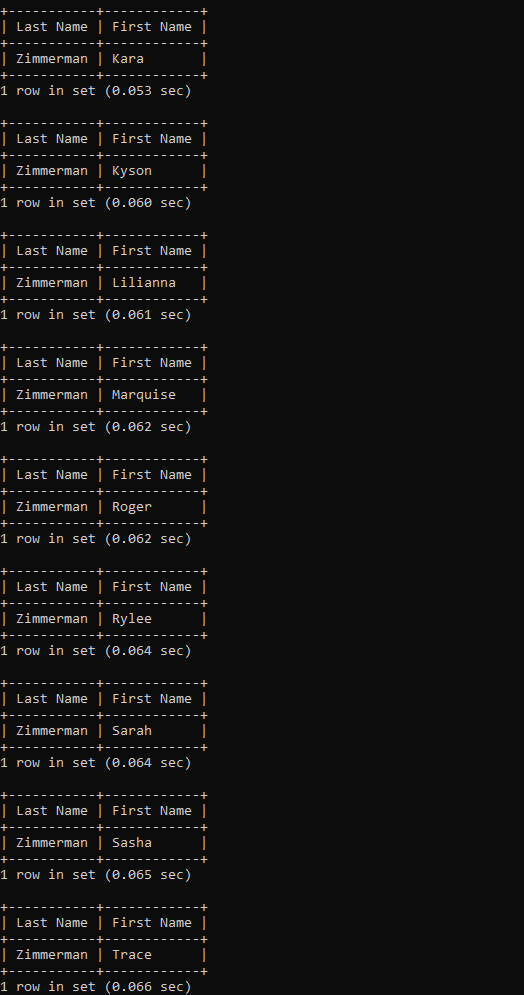 +-----------+------------+
| Last Name | First Name |
+-----------+------------+
| Zimmerman | Kara       |
+-----------+------------+
1 row in set (0.053 sec)

+-----------+------------+
| Last Name | First Name |
+-----------+------------+
| Zimmerman | Kyson      |
+-----------+------------+
1 row in set (0.060 sec)

+-----------+------------+
| Last Name | First Name |
+-----------+------------+
| Zimmerman | Lilianna   |
+-----------+------------+
1 row in set (0.061 sec)

+-----------+------------+
| Last Name | First Name |
+-----------+------------+
| Zimmerman | Marquise   |
+-----------+------------+
1 row in set (0.062 sec)

+-----------+------------+
| Last Name | First Name |
+-----------+------------+
| Zimmerman | Roger      |
+-----------+------------+
1 row in set (0.062 sec)

+-----------+------------+
| Last Name | First Name |
+-----------+------------+
| Zimmerman | Rylee      |
+-----------+------------+
1 row in set (0.064 sec)

+-----------+------------+
| Last Name | First Name |
+-----------+------------+
| Zimmerman | Sarah      |
+-----------+------------+
1 row in set (0.064 sec)

+-----------+------------+
| Last Name | First Name |
+-----------+------------+
| Zimmerman | Sasha      |
+-----------+------------+
1 row in set (0.065 sec)

+-----------+------------+
| Last Name | First Name |
+-----------+------------+
| Zimmerman | Trace      |
+-----------+------------+
1 row in set (0.066 sec)